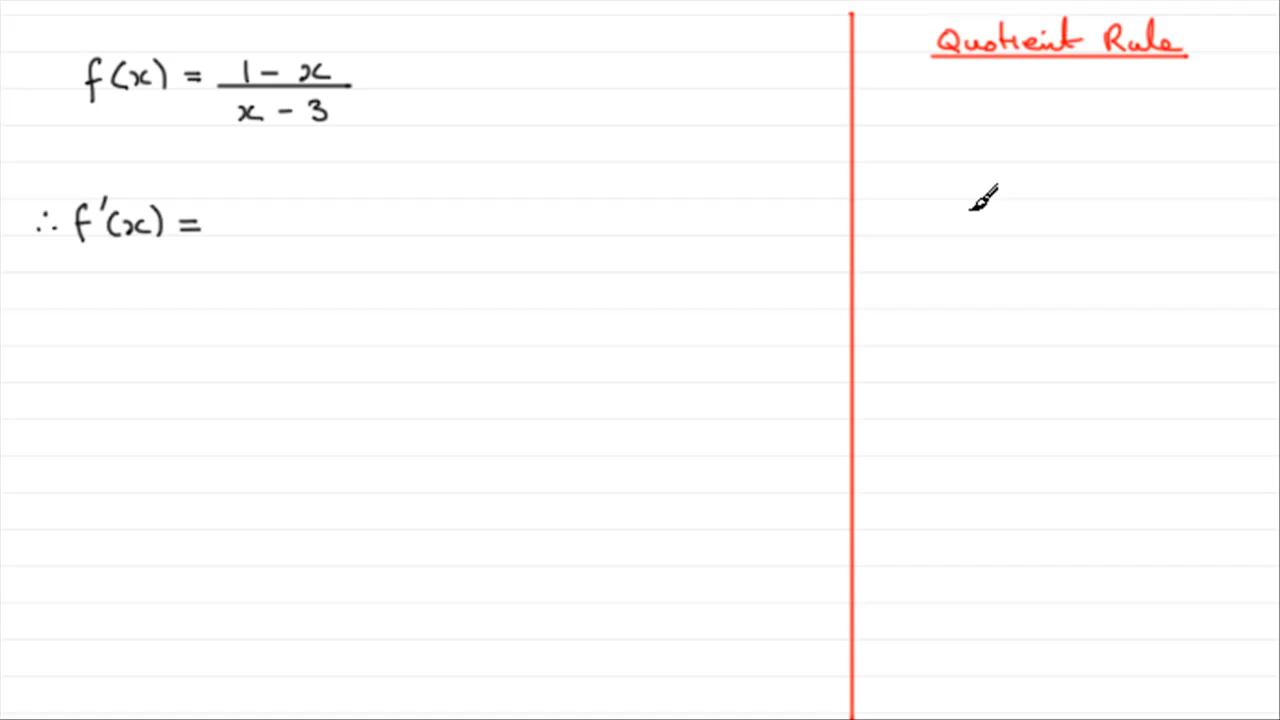 f(x) = (1 - x)/(x - 3)
∴ f'(x) =
Quotient Rule